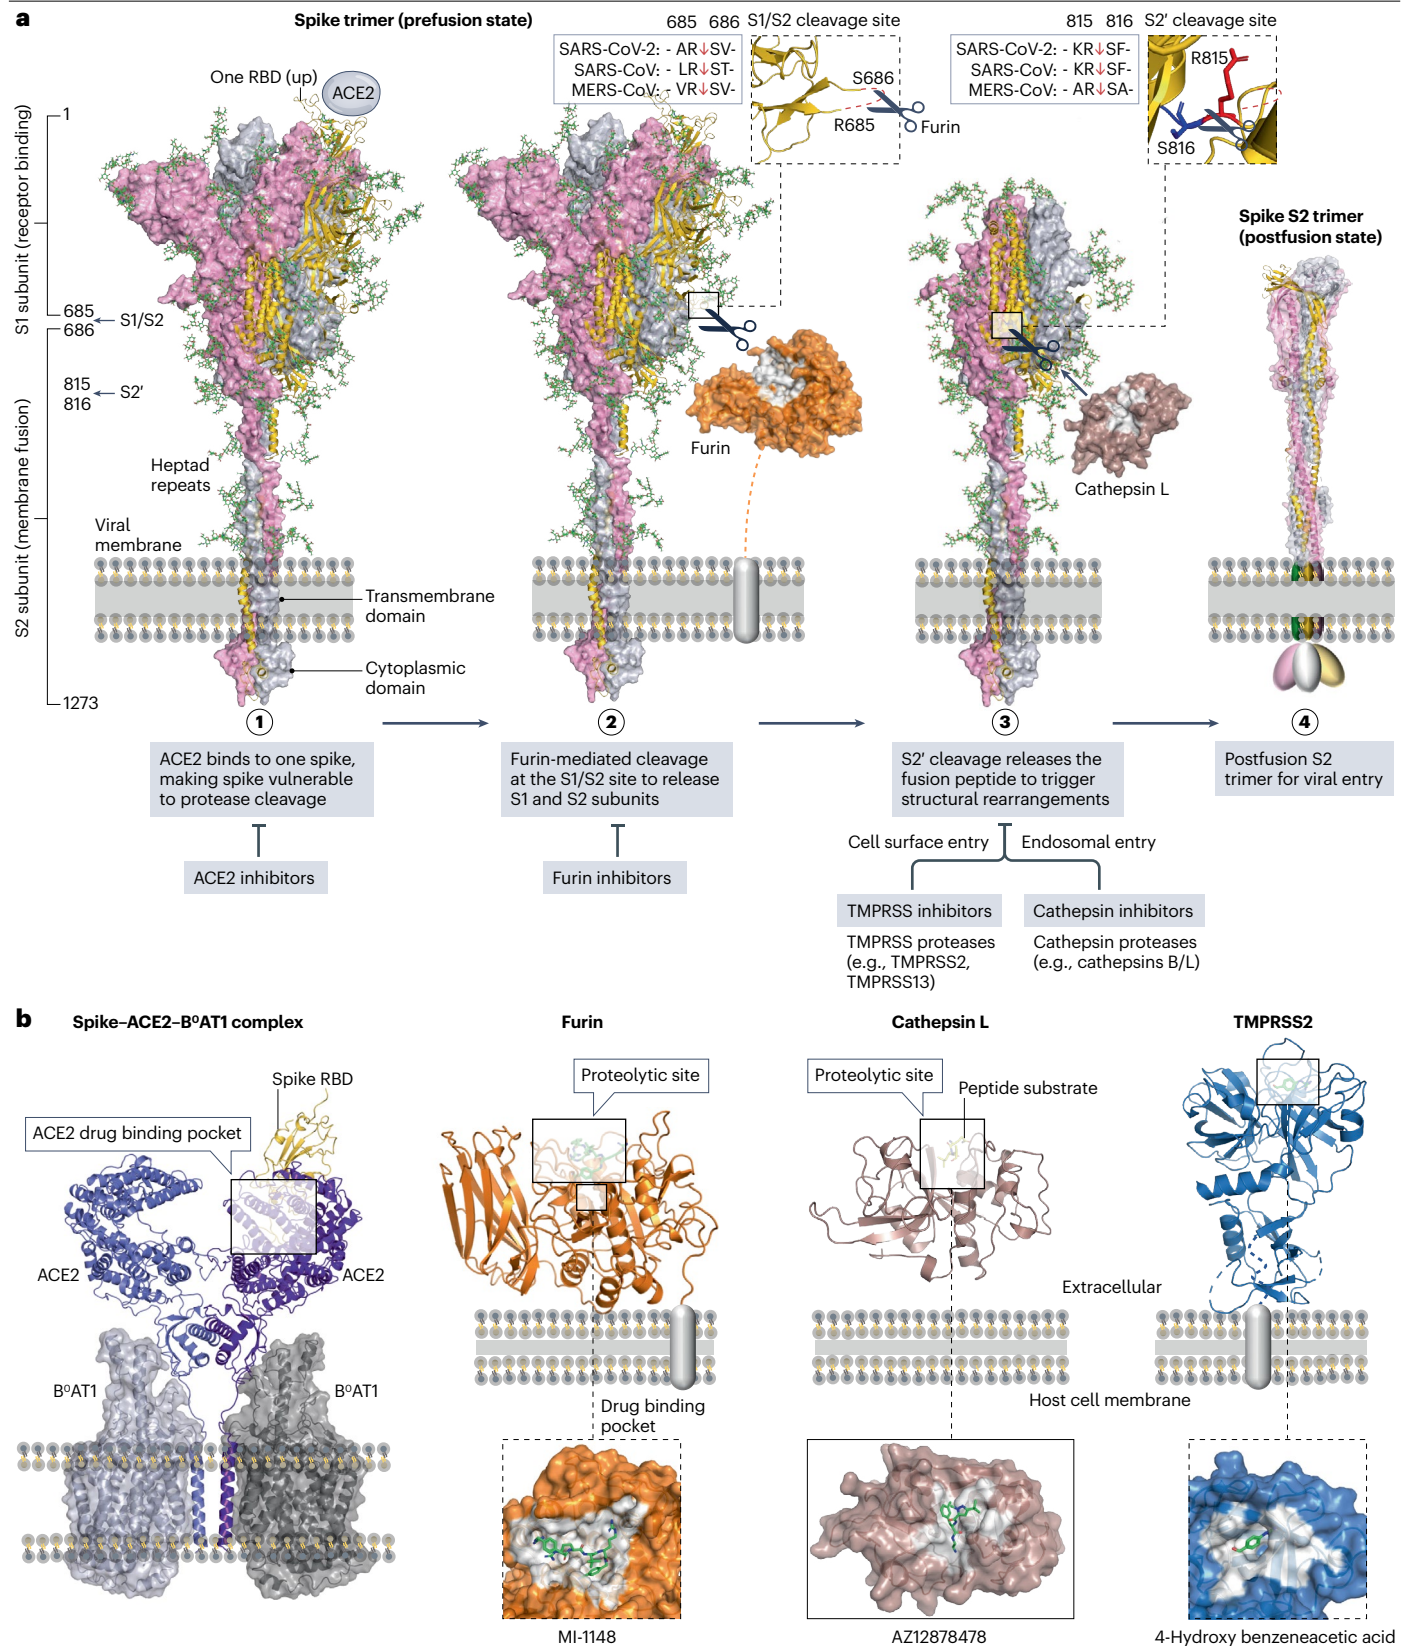 a
Spike trimer (prefusion state)
685 686
S1/S2 cleavage site
SARS-CoV-2: - AR↓SV-
SARS-CoV: - LR↓ST-
MERS-CoV: - VR↓SV-
S686
R685
Furin
815 816
S2′ cleavage site
SARS-CoV-2: - KR↓SF-
SARS-CoV: - KR↓SF-
MERS-CoV: - AR↓SA-
R815
S816
One RBD (up)
ACE2
S1 subunit (receptor binding)
1
685
686
S1/S2
815
816
S2′
S2 subunit (membrane fusion)
1273
Heptad
repeats
Viral
membrane
Transmembrane
domain
Cytoplasmic
domain
Furin
Cathepsin L
Spike S2 trimer
(postfusion state)
1
2
3
4
ACE2 binds to one spike,
making spike vulnerable
to protease cleavage
Furin-mediated cleavage
at the S1/S2 site to release
S1 and S2 subunits
S2′ cleavage releases the
fusion peptide to trigger
structural rearrangements
Postfusion S2
trimer for viral entry
ACE2 inhibitors
Furin inhibitors
Cell surface entry
Endosomal entry
TMPRSS inhibitors
Cathepsin inhibitors
TMPRSS proteases
(e.g., TMPRSS2,
TMPRSS13)
Cathepsin proteases
(e.g., cathepsins B/L)
b
Spike–ACE2–B⁰AT1 complex
Furin
Cathepsin L
TMPRSS2
Spike RBD
ACE2 drug binding pocket
ACE2
ACE2
B⁰AT1
B⁰AT1
Proteolytic site
Proteolytic site
Peptide substrate
Extracellular
Host cell membrane
Drug binding
pocket
MI-1148
AZ12878478
4-Hydroxy benzeneacetic acid